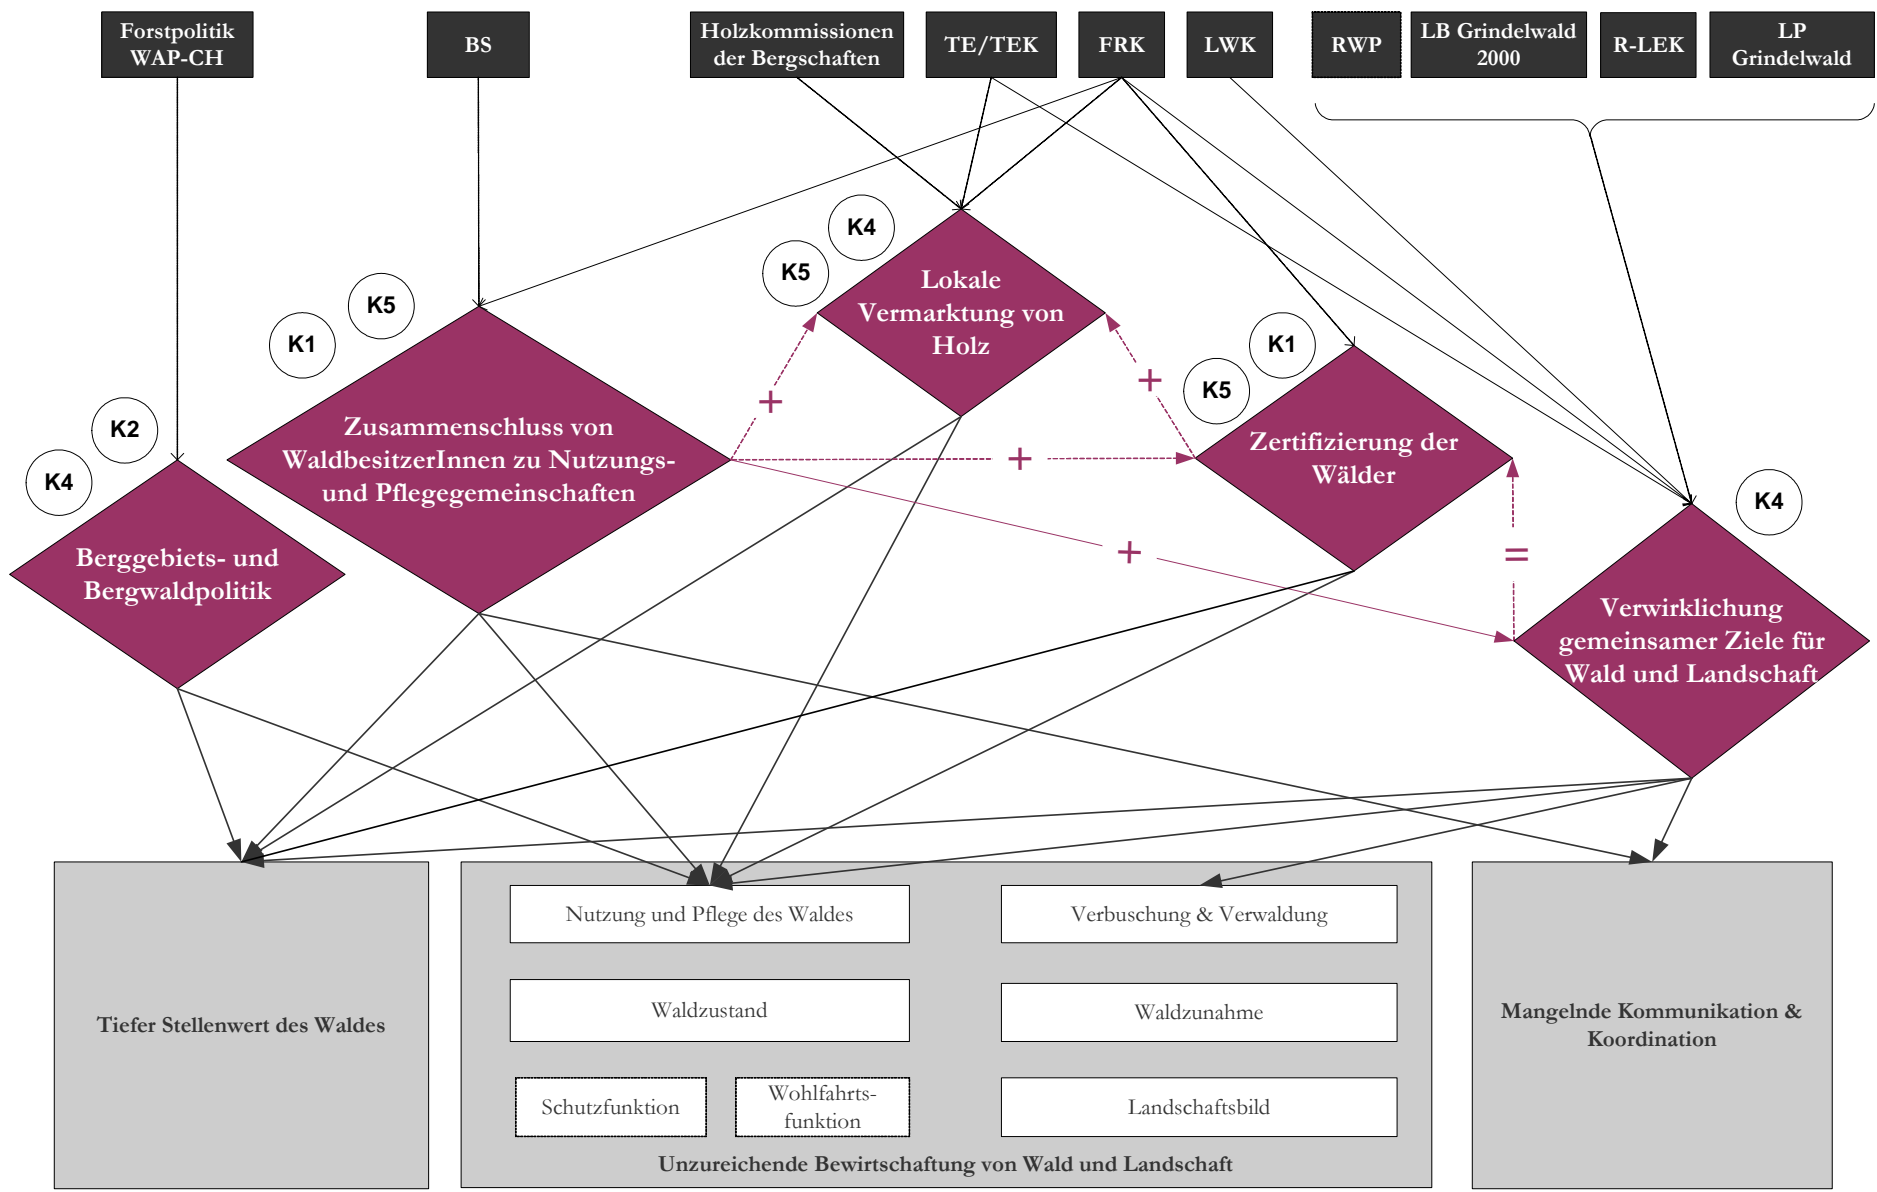 Forstpolitik
WAP-CH
BS
Holzkommissionen
der Bergschaften
TE/TEK
FRK
LWK
RWP
LB Grindelwald
2000
R-LEK
LP
Grindelwald
K4
K5
Lokale
Vermarktung von
Holz
K5
K1
K1
K5
K2
K4
Zusammenschluss von
WaldbesitzerInnen zu Nutzungs-
und Pflegegemeinschaften
Zertifizierung der
Wälder
K4
Berggebiets- und
Bergwaldpolitik
Verwirklichung
gemeinsamer Ziele für
Wald und Landschaft
+
+
+
+
=
Tiefer Stellenwert des Waldes
Nutzung und Pflege des Waldes
Verbuschung & Verwaldung
Waldzustand
Waldzunahme
Schutzfunktion
Wohlfahrts-
funktion
Landschaftsbild
Unzureichende Bewirtschaftung von Wald und Landschaft
Mangelnde Kommunikation &
Koordination